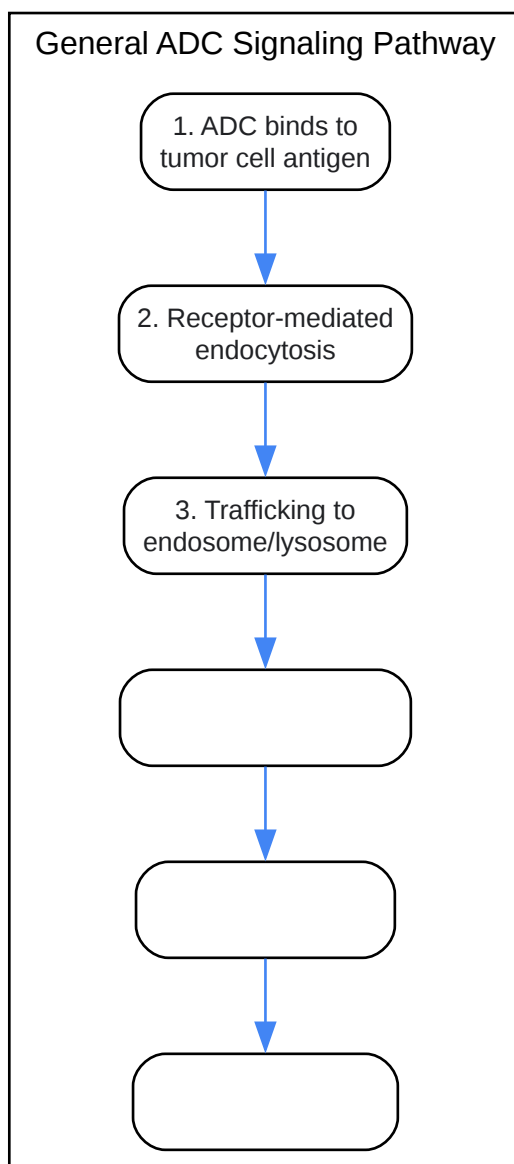 General ADC Signaling Pathway
1. ADC binds to
tumor cell antigen
2. Receptor-mediated
endocytosis
3. Trafficking to
endosome/lysosome